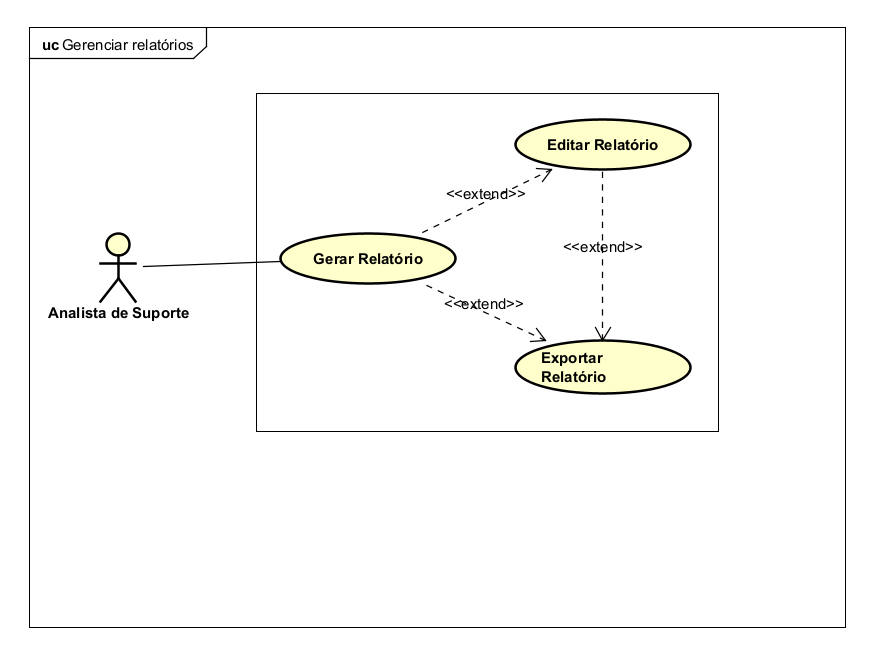 uc Gerenciar relatórios
Editar Relatório
<<extend>>
Gerar Relatório
<<extend>>
<<extend>>
Analista de Suporte
Exportar
Relatório